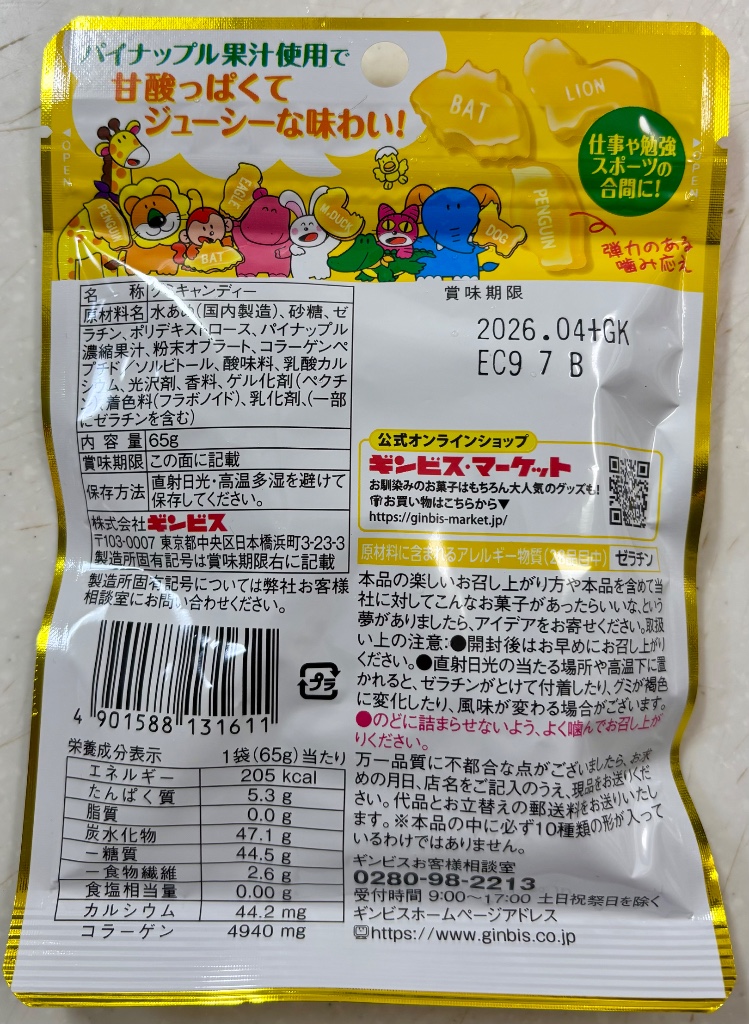 パイナップル果汁使用で
甘酸っぱくて
ジューシーな味わい!
BAT
LION
仕事や勉強
スポーツの
合間に!
OPEN
OPEN
PENGUIN
BAT
EAGLE
M.DUCK
DOG
PENGUIN
弾力のある
噛み応え
名 称 グミキャンディー
原材料名 水あめ(国内製造)、砂糖、ゼ
ラチン、ポリデキストロース、パイナップル
濃縮果汁、粉末オブラート、コラーゲンペ
プチド/ソルビトール、酸味料、乳酸カル
シウム、光沢剤、香料、ゲル化剤(ペクチ
ン)、着色料(フラボノイド)、乳化剤、(一部
にゼラチンを含む)
内 容 量 65g
賞味期限 この面に記載
保存方法 直射日光・高温多湿を避けて
保存してください。
株式会社ギンビス
〒103-0007 東京都中央区日本橋浜町3-23-3
製造所固有記号は賞味期限右に記載
製造所固有記号については弊社お客様
相談室にお問い合わせください。
4 901588 131611
プラ
栄養成分表示 1袋(65g)当たり
エネルギー 205 kcal
たんぱく質 5.3 g
脂質 0.0 g
炭水化物 47.1 g
－糖質 44.5 g
－食物繊維 2.6 g
食塩相当量 0.00 g
カルシウム 44.2 mg
コラーゲン 4940 mg
賞味期限
2026.04+GK
EC9 7 B
公式オンラインショップ
ギンビス・マーケット
お馴染みのお菓子はもちろん大人気のグッズも!
お買い物はこちらから▼
https://ginbis-market.jp/
原材料に含まれるアレルギー物質(28品目中) ゼラチン
本品の楽しいお召し上がり方や本品を含めて当
社に対してこんなお菓子があったらいいな、という
夢がありましたら、アイデアをお寄せください。取扱
い上の注意:●開封後はお早めにお召し上がり
ください。●直射日光の当たる場所や高温下に置
かれると、ゼラチンがとけて付着したり、グミが褐色
に変化したり、風味が変わる場合がございます。
●のどに詰まらせないよう、よく噛んでお召し上が
りください。
万一品質に不都合な点がございましたら、お求
めの月日、店名をご記入のうえ、現品をお送りくだ
さい。代品とお立替えの郵送料をお送りいたし
ます。※本品の中に必ず10種類の形が入って
いるわけではありません。
ギンビスお客様相談室
0280-98-2213
受付時間 9:00～17:00 土日祝祭日を除く
ギンビスホームページアドレス
https://www.ginbis.co.jp